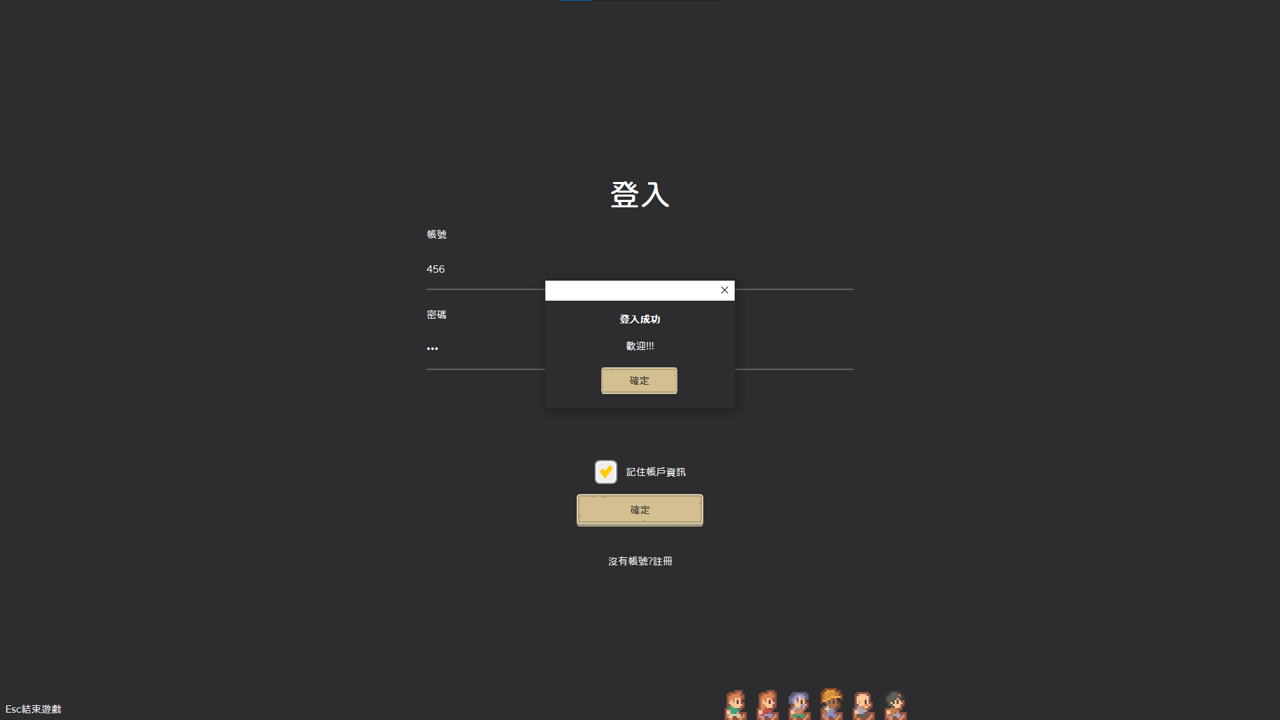 登入
帳號
456
密碼
•••
登入成功
歡迎!!!
確定
記住帳戶資訊
確定
沒有帳號?註冊
Esc結束遊戲